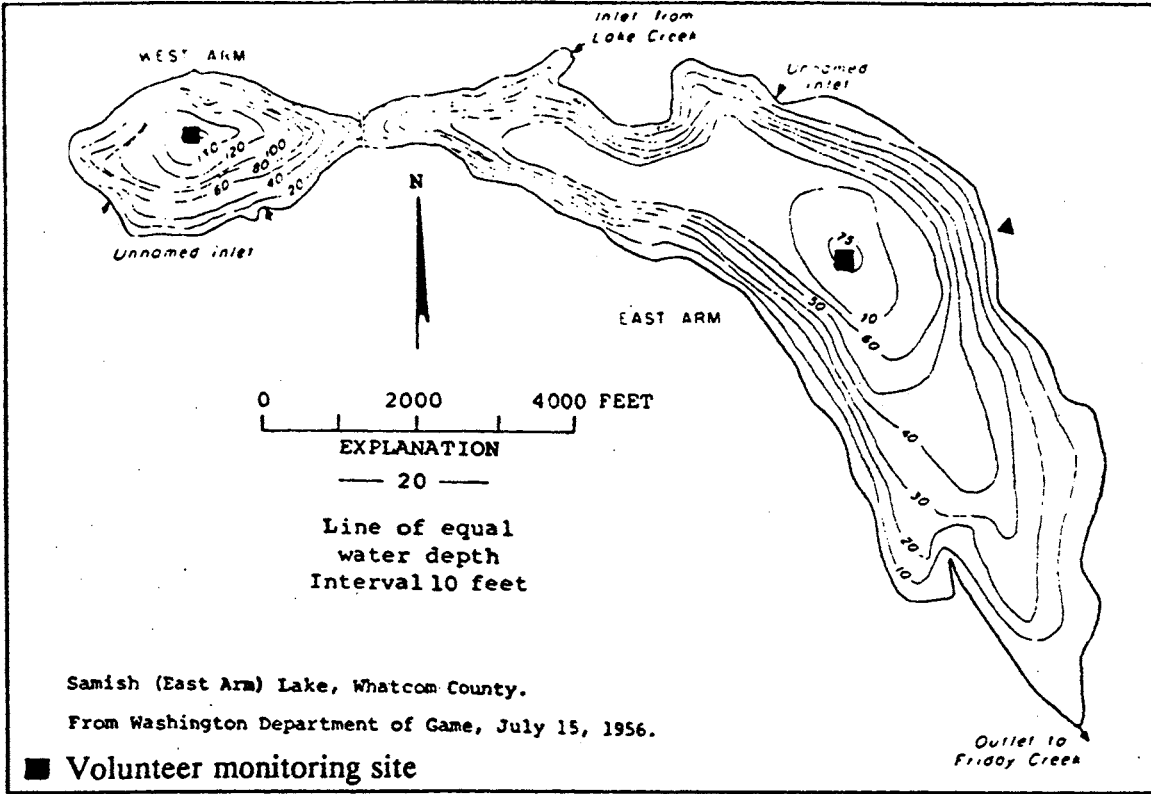 Inlet from
Lake Creek
WEST ARM
Unnamed
inlet
120
100
80
60
40
20
N
Unnamed inlet
75
70
60
50
EAST ARM
0 2000 4000 FEET
EXPLANATION
20
Line of equal
water depth
Interval 10 feet
40
30
20
10
Samish (East Arm) Lake, Whatcom County.
From Washington Department of Game, July 15, 1956.
Outlet to
Friday Creek
Volunteer monitoring site